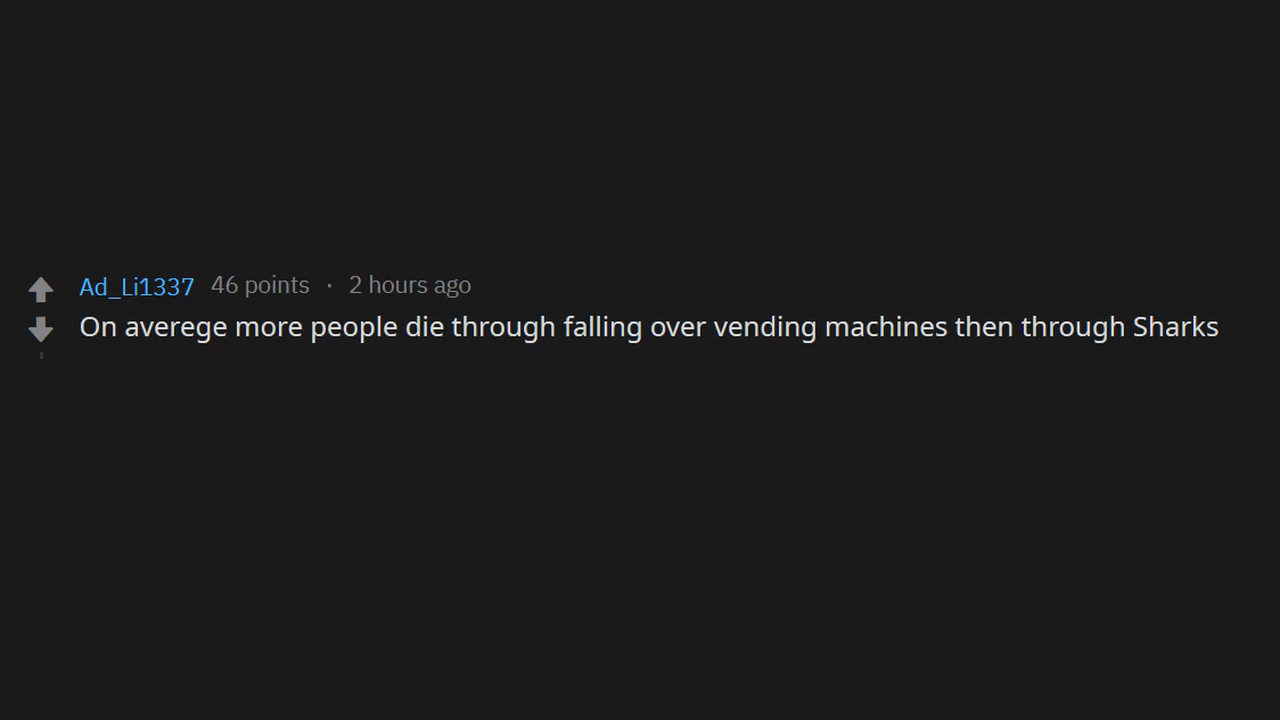 Ad_Li1337 46 points · 2 hours ago
On averege more people die through falling over vending machines then through Sharks